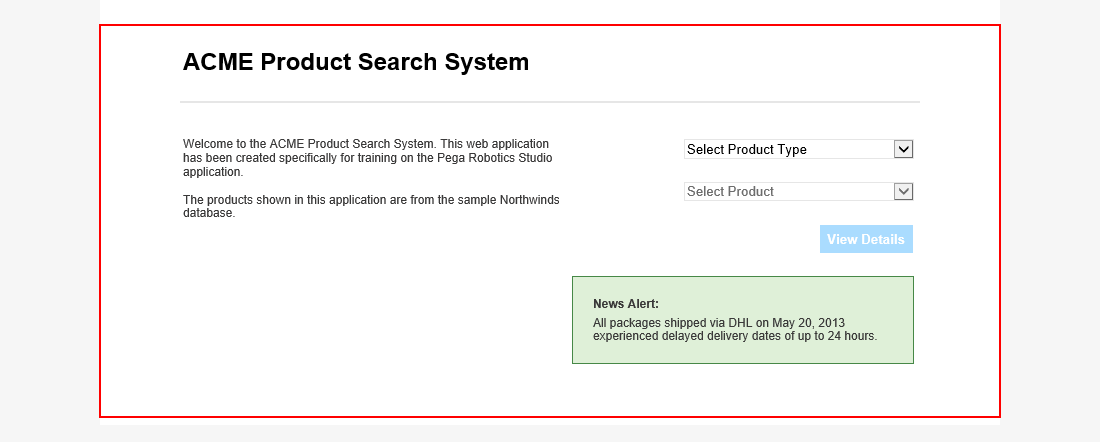 ACME Product Search System
Welcome to the ACME Product Search System. This web application
has been created specifically for training on the Pega Robotics Studio
application.
The products shown in this application are from the sample Northwinds
database.
Select Product Type
Select Product
View Details
News Alert:
All packages shipped via DHL on May 20, 2013
experienced delayed delivery dates of up to 24 hours.